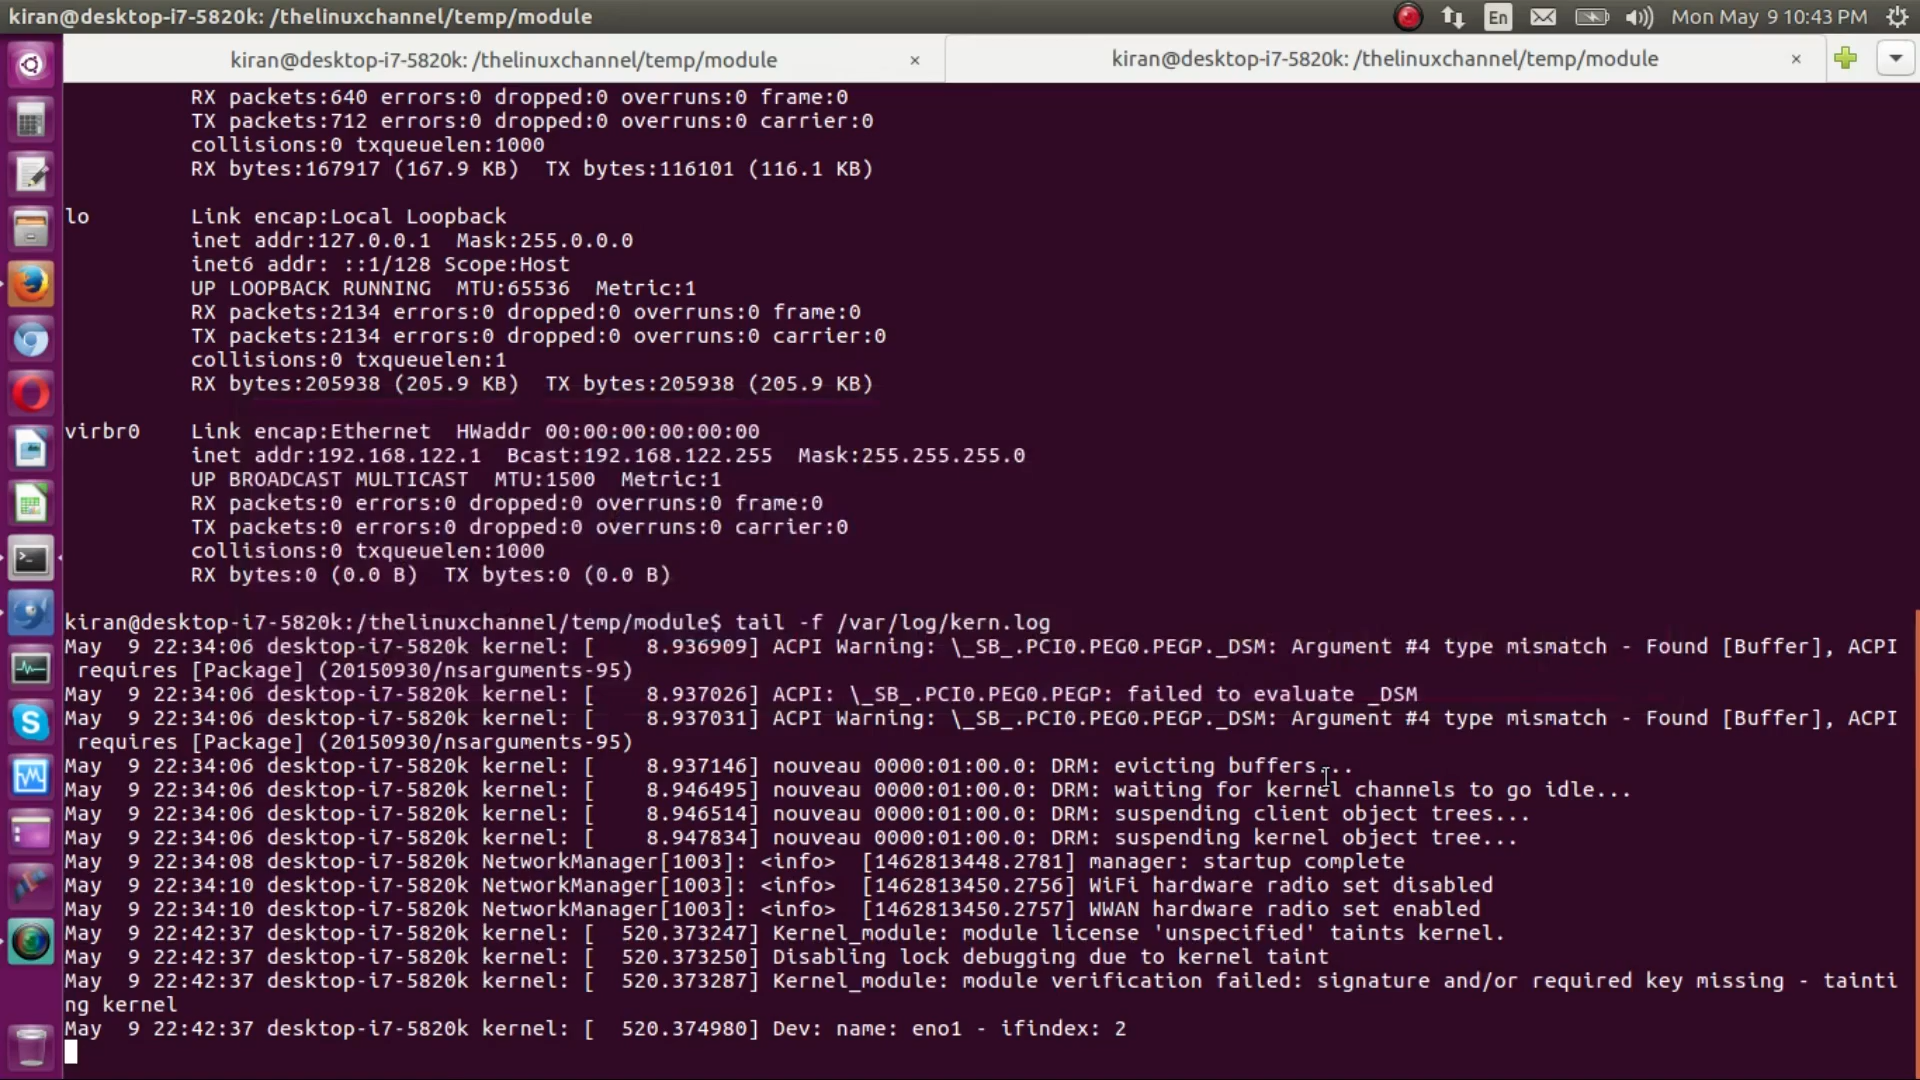 kiran@desktop-i7-5820k: /thelinuxchannel/temp/module
En
Mon May 9 10:43 PM
kiran@desktop-i7-5820k: /thelinuxchannel/temp/module ×
kiran@desktop-i7-5820k: /thelinuxchannel/temp/module ×
RX packets:640 errors:0 dropped:0 overruns:0 frame:0
TX packets:712 errors:0 dropped:0 overruns:0 carrier:0
collisions:0 txqueuelen:1000
RX bytes:167917 (167.9 KB)  TX bytes:116101 (116.1 KB)
lo        Link encap:Local Loopback
inet addr:127.0.0.1  Mask:255.0.0.0
inet6 addr: ::1/128 Scope:Host
UP LOOPBACK RUNNING  MTU:65536  Metric:1
RX packets:2134 errors:0 dropped:0 overruns:0 frame:0
TX packets:2134 errors:0 dropped:0 overruns:0 carrier:0
collisions:0 txqueuelen:1
RX bytes:205938 (205.9 KB)  TX bytes:205938 (205.9 KB)
virbr0    Link encap:Ethernet  HWaddr 00:00:00:00:00:00
inet addr:192.168.122.1  Bcast:192.168.122.255  Mask:255.255.255.0
UP BROADCAST MULTICAST  MTU:1500  Metric:1
RX packets:0 errors:0 dropped:0 overruns:0 frame:0
TX packets:0 errors:0 dropped:0 overruns:0 carrier:0
collisions:0 txqueuelen:1000
RX bytes:0 (0.0 B)  TX bytes:0 (0.0 B)
kiran@desktop-i7-5820k:/thelinuxchannel/temp/module$ tail -f /var/log/kern.log
May  9 22:34:06 desktop-i7-5820k kernel: [    8.936909] ACPI Warning: \_SB_.PCI0.PEG0.PEGP._DSM: Argument #4 type mismatch - Found [Buffer], ACPI
requires [Package] (20150930/nsarguments-95)
May  9 22:34:06 desktop-i7-5820k kernel: [    8.937026] ACPI: \_SB_.PCI0.PEG0.PEGP: failed to evaluate _DSM
May  9 22:34:06 desktop-i7-5820k kernel: [    8.937031] ACPI Warning: \_SB_.PCI0.PEG0.PEGP._DSM: Argument #4 type mismatch - Found [Buffer], ACPI
requires [Package] (20150930/nsarguments-95)
May  9 22:34:06 desktop-i7-5820k kernel: [    8.937146] nouveau 0000:01:00.0: DRM: evicting buffers...
May  9 22:34:06 desktop-i7-5820k kernel: [    8.946495] nouveau 0000:01:00.0: DRM: waiting for kernel channels to go idle...
May  9 22:34:06 desktop-i7-5820k kernel: [    8.946514] nouveau 0000:01:00.0: DRM: suspending client object trees...
May  9 22:34:06 desktop-i7-5820k kernel: [    8.947834] nouveau 0000:01:00.0: DRM: suspending kernel object tree...
May  9 22:34:08 desktop-i7-5820k NetworkManager[1003]: <info>  [1462813448.2781] manager: startup complete
May  9 22:34:10 desktop-i7-5820k NetworkManager[1003]: <info>  [1462813450.2756] WiFi hardware radio set disabled
May  9 22:34:10 desktop-i7-5820k NetworkManager[1003]: <info>  [1462813450.2757] WWAN hardware radio set enabled
May  9 22:42:37 desktop-i7-5820k kernel: [  520.373247] Kernel_module: module license 'unspecified' taints kernel.
May  9 22:42:37 desktop-i7-5820k kernel: [  520.373250] Disabling lock debugging due to kernel taint
May  9 22:42:37 desktop-i7-5820k kernel: [  520.373287] Kernel_module: module verification failed: signature and/or required key missing - tainti
ng kernel
May  9 22:42:37 desktop-i7-5820k kernel: [  520.374980] Dev: name: eno1 - ifindex: 2